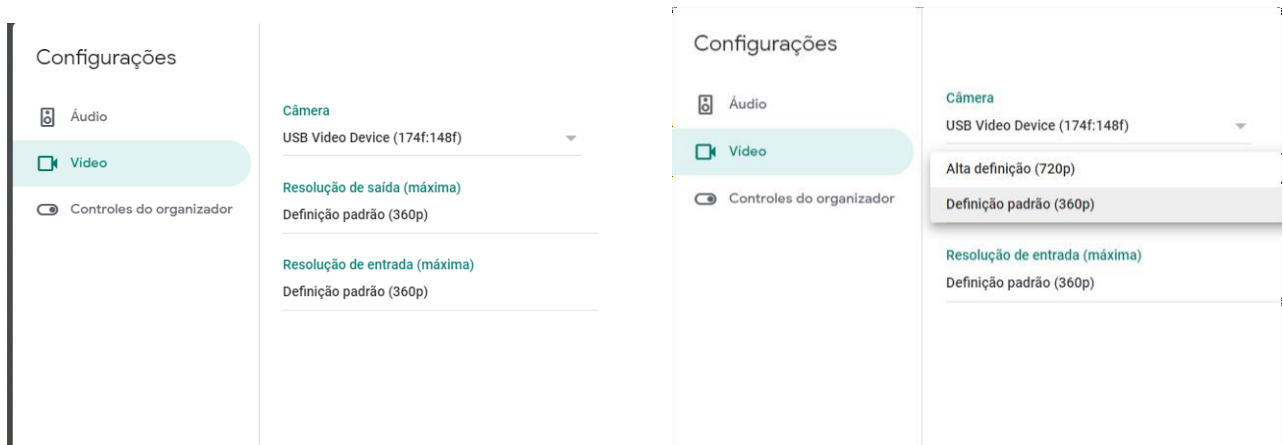 Configurações
Áudio
Vídeo
Controles do organizador
Câmera
USB Video Device (174f:148f)
Resolução de saída (máxima)
Definição padrão (360p)
Resolução de entrada (máxima)
Definição padrão (360p)
Configurações
Áudio
Vídeo
Controles do organizador
Câmera
USB Video Device (174f:148f)
Alta definição (720p)
Definição padrão (360p)
Resolução de entrada (máxima)
Definição padrão (360p)